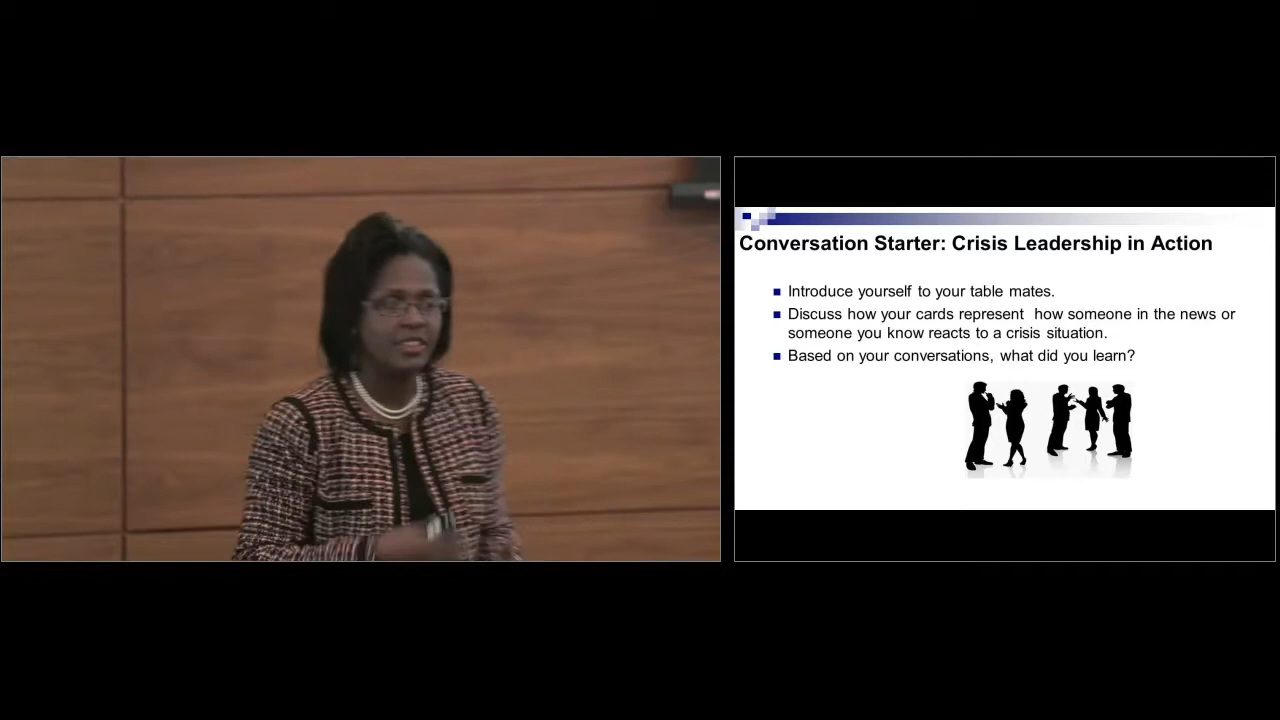 Conversation Starter: Crisis Leadership in Action
Introduce yourself to your table mates.
Discuss how your cards represent how someone in the news or
someone you know reacts to a crisis situation.
Based on your conversations, what did you learn?